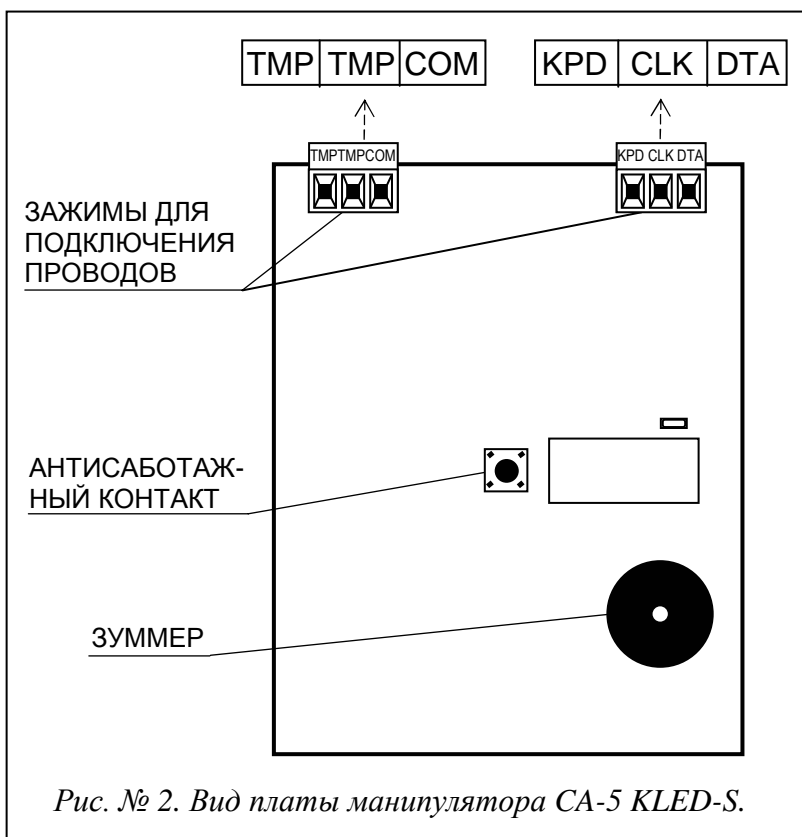 TMP TMP COM KPD CLK DTA
TMPTMPCOM KPD CLK DTA
ЗАЖИМЫ ДЛЯ
ПОДКЛЮЧЕНИЯ
ПРОВОДОВ
АНТИСАБОТАЖ-
НЫЙ КОНТАКТ
ЗУММЕР
Рис. № 2. Вид платы манипулятора CA-5 KLED-S.